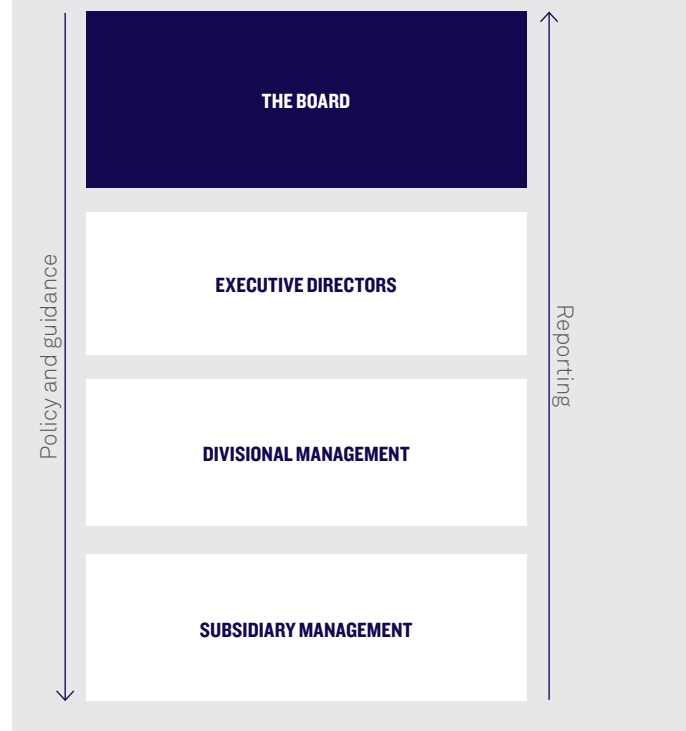 THE BOARD
EXECUTIVE DIRECTORS
Policy and guidance
Reporting
DIVISIONAL MANAGEMENT
SUBSIDIARY MANAGEMENT